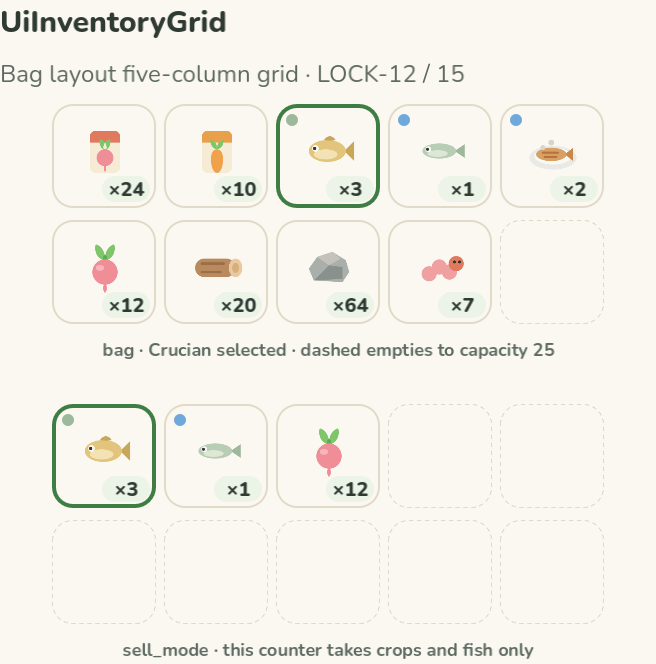 UiInventoryGrid
Bag layout five-column grid · LOCK-12 / 15
×24 ×10 ×3 ×1 ×2
×12 ×20 ×64 ×7
bag · Crucian selected · dashed empties to capacity 25
×3 ×1 ×12
sell_mode · this counter takes crops and fish only